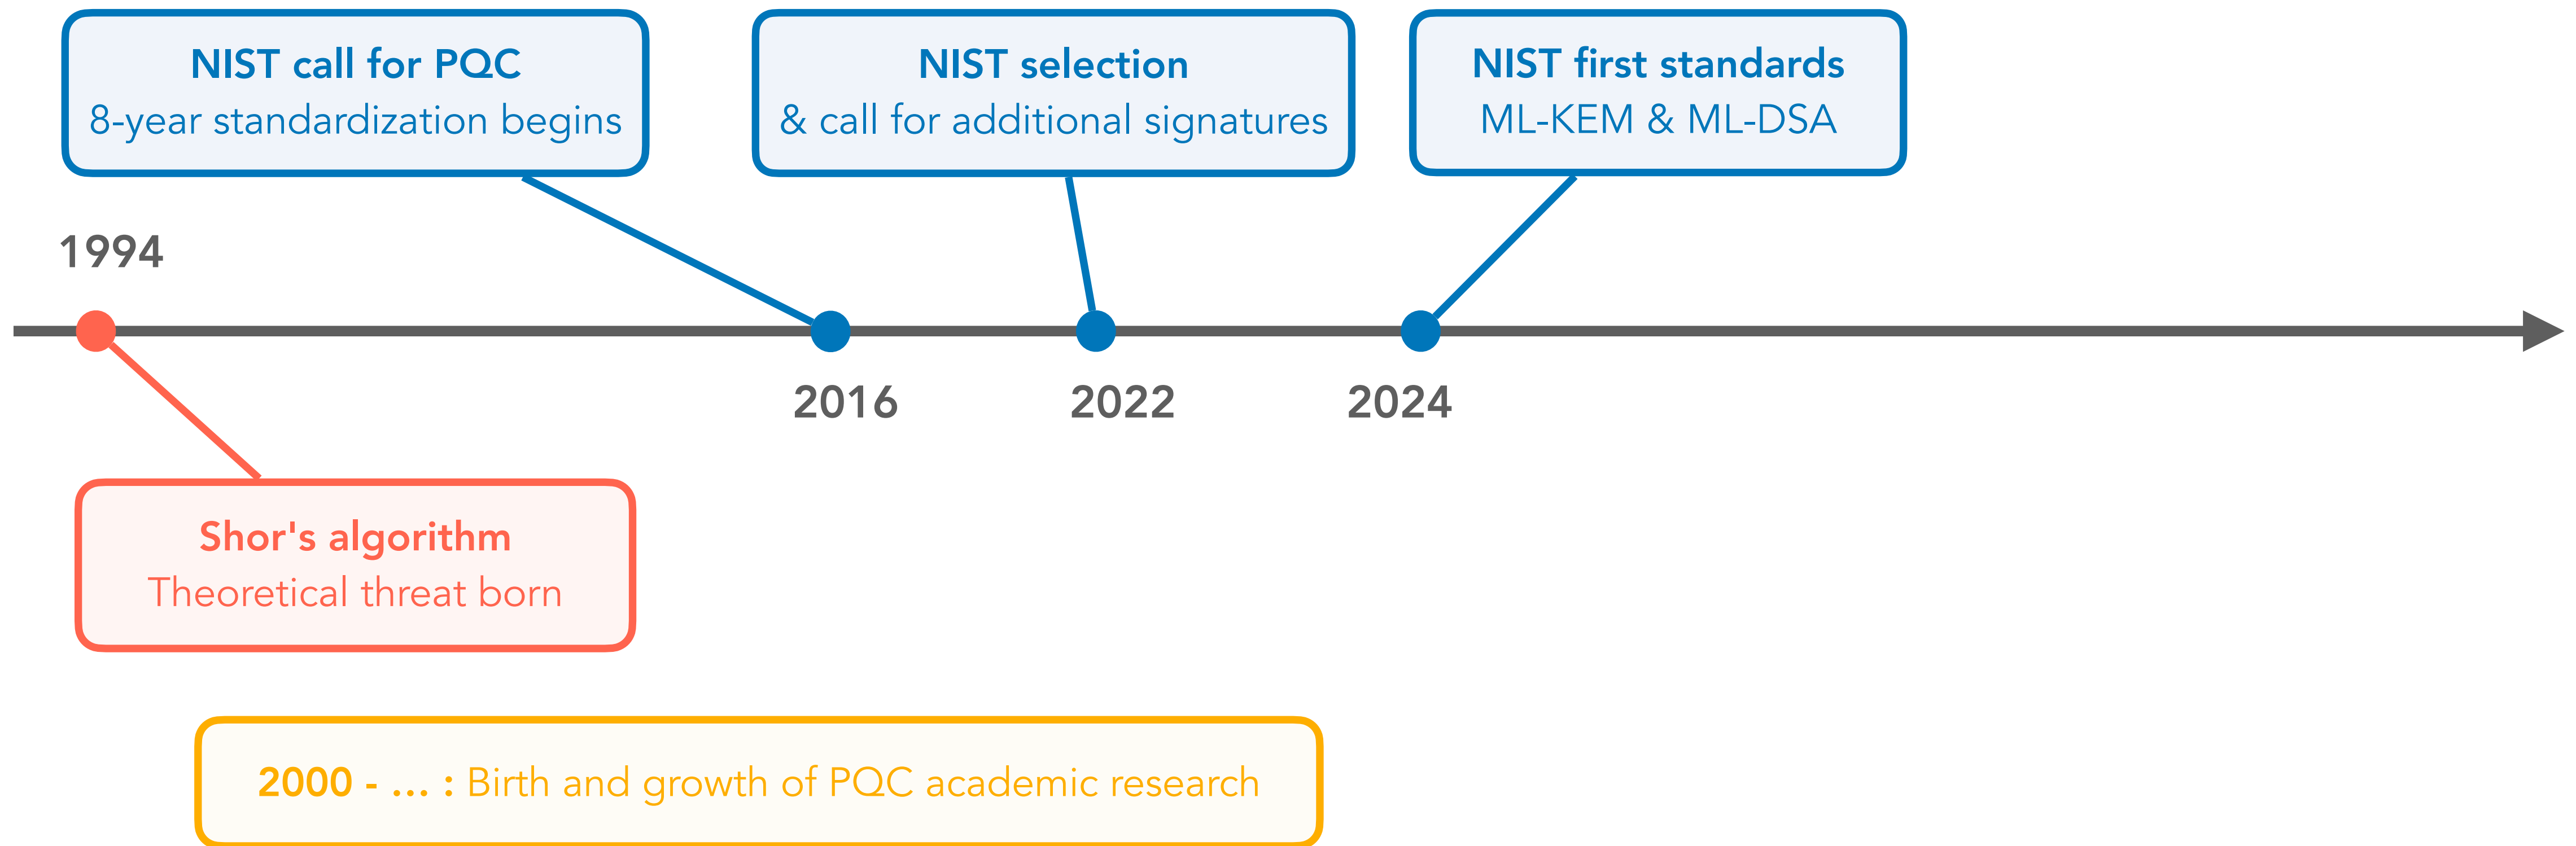 NIST call for PQC
8-year standardization begins
NIST selection
& call for additional signatures
NIST first standards
ML-KEM & ML-DSA
1994
2016
2022
2024
Shor's algorithm
Theoretical threat born
2000 - … : Birth and growth of PQC academic research